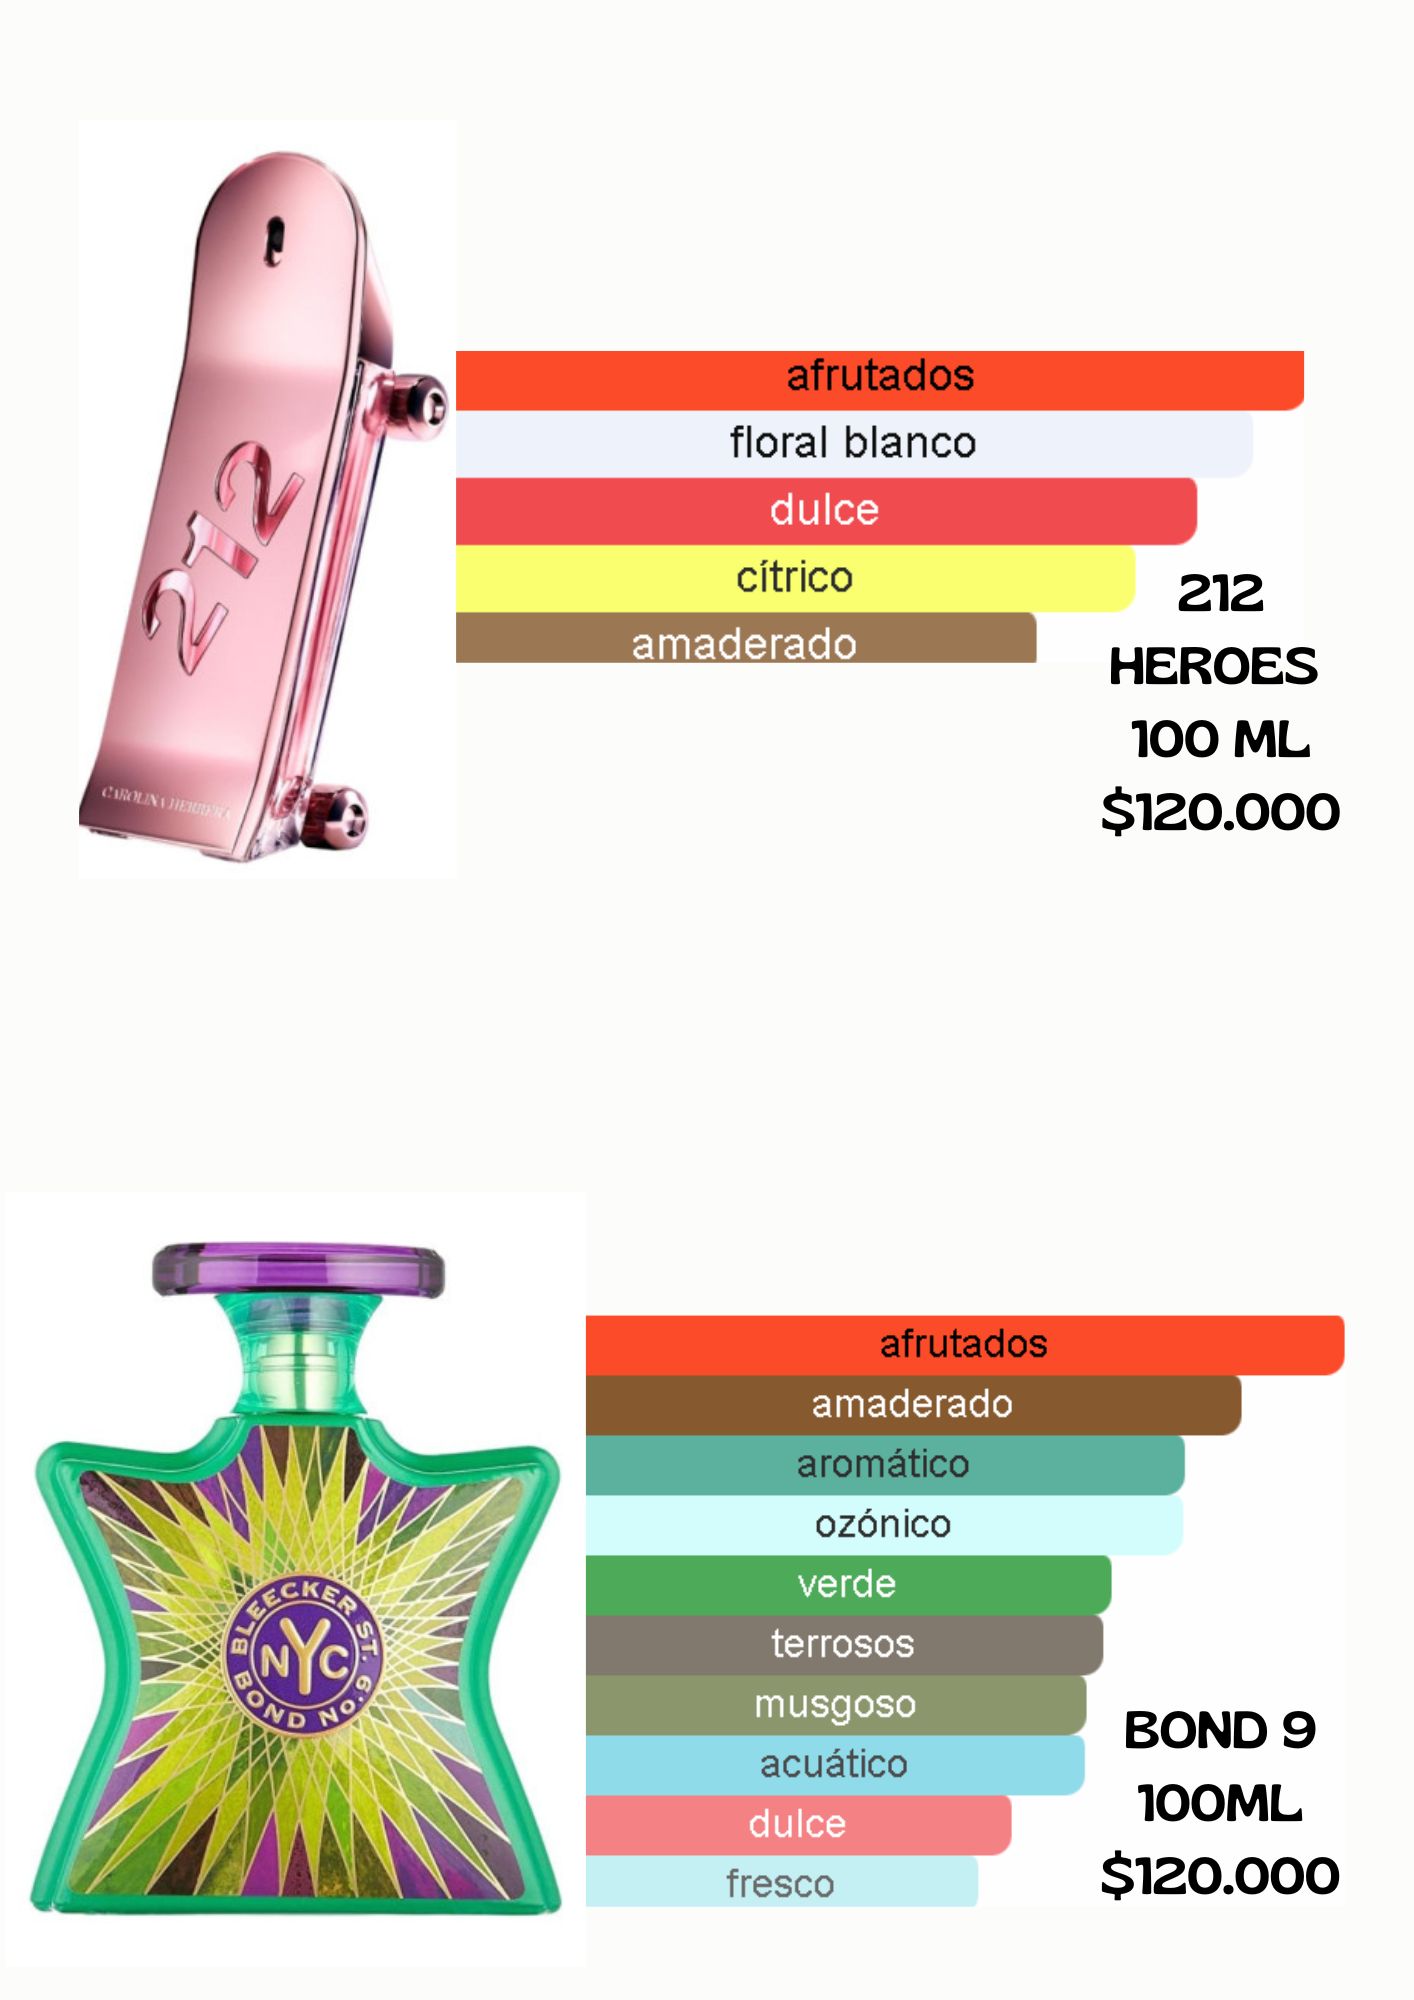 212
CAROLINA HERRERA
afrutados
floral blanco
dulce
cítrico
amaderado
212
HEROES
100 ML
$120.000
BLEECKER ST.
NYC
BOND NO.9
afrutados
amaderado
aromático
ozónico
verde
terrosos
musgoso
acuático
dulce
fresco
BOND 9
100ML
$120.000